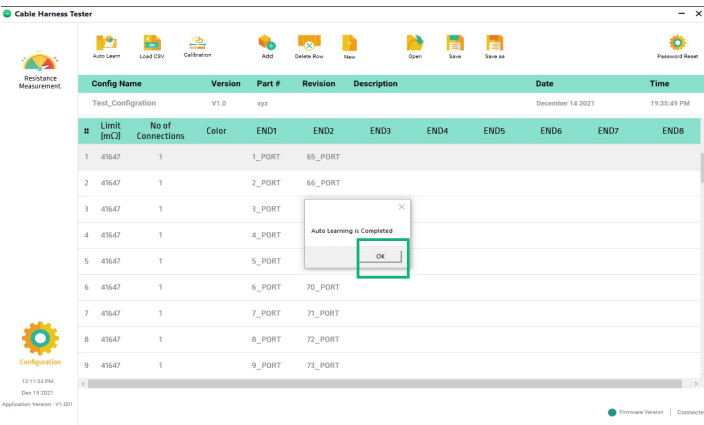 Cable Harness Tester
Auto Learn
Load CSV
Calibration
Add
Delete Row
New
Open
Save
Save as
Password Reset
Resistance
Measurement
Config Name Version Part # Revision Description Date Time
Test_Configration V1.0 xyz December 14 2021 19:35:49 PM
# Limit (mΩ) No of Connections Color END1 END2 END3 END4 END5 END6 END7 END8
1 41647 1 1_PORT 65_PORT
2 41647 1 2_PORT 66_PORT
3 41647 1 3_PORT
4 41647 1 4_PORT
5 41647 1 5_PORT
6 41647 1 6_PORT 70_PORT
7 41647 1 7_PORT 71_PORT
8 41647 1 8_PORT 72_PORT
9 41647 1 9_PORT 73_PORT
Auto Learning is Completed
OK
Configuration
12:11:33 PM
Dec 15 2021
Application Version : V1.001
Firmware Version | Connecte